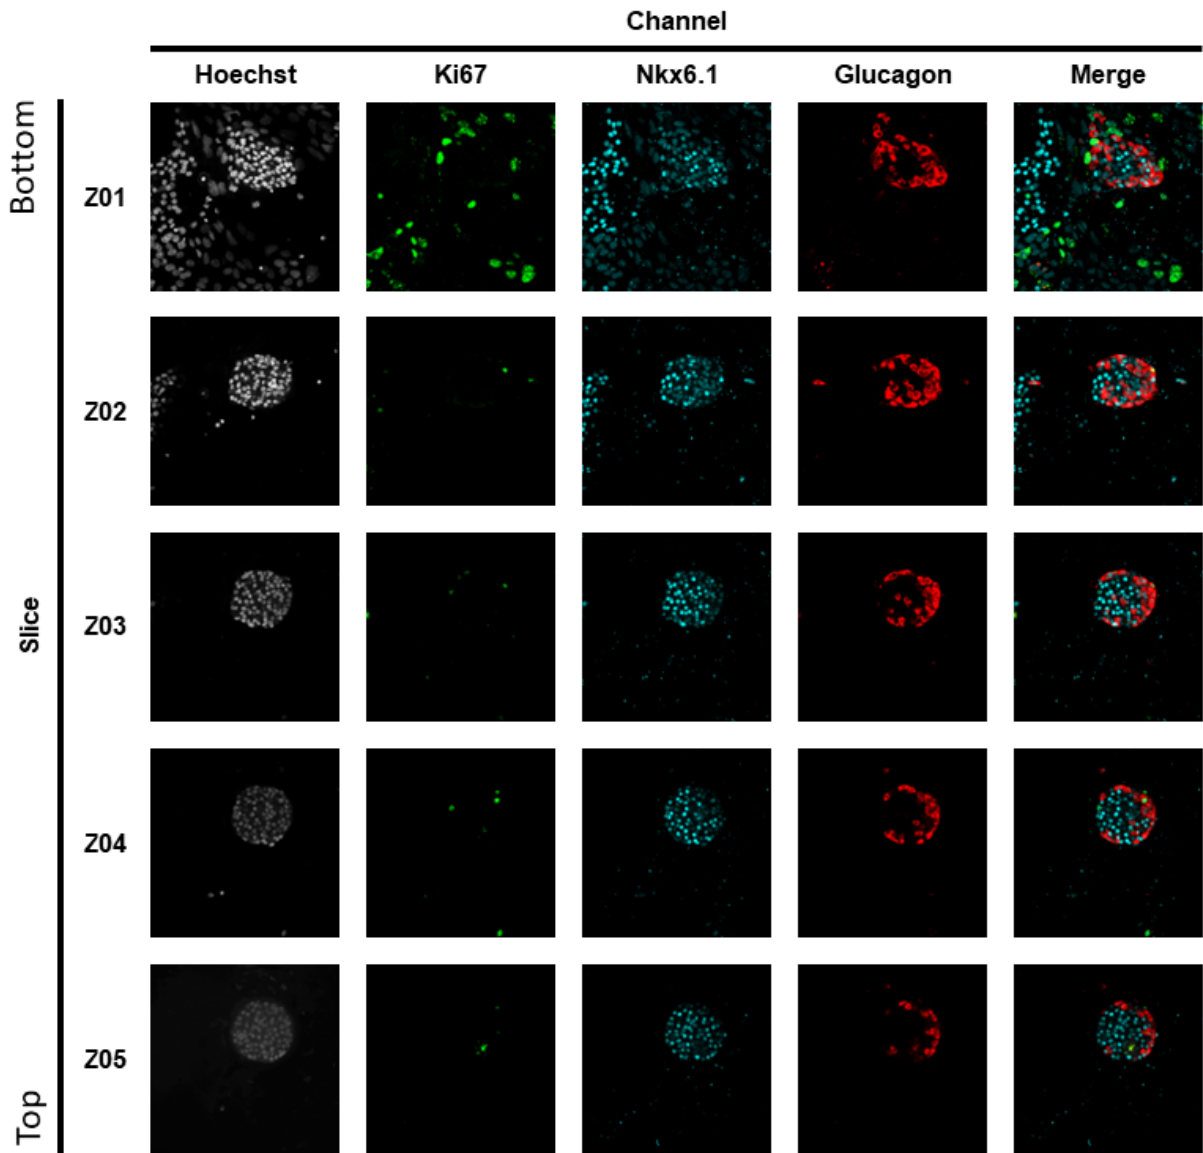 Channel
Hoechst Ki67 Nkx6.1 Glucagon Merge
Bottom
Z01
Z02
Slice
Z03
Z04
Z05
Top